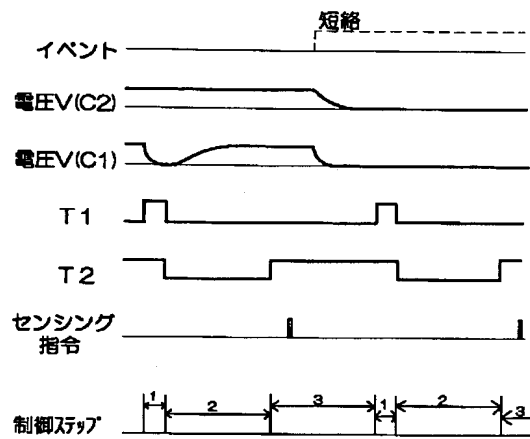 短絡
イベント
電圧V(C2)
電圧V(C1)
T1
T2
センシング
指令
制御ステップ
1
2
3
1
2
3